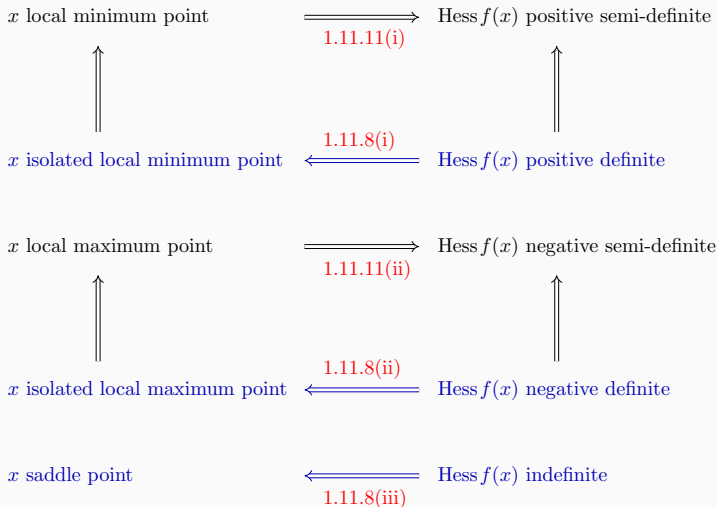 x local minimum point ⟹ Hess f(x) positive semi-definite
1.11.11(i)
1.11.8(i)
x isolated local minimum point ⟸ Hess f(x) positive definite
x local maximum point ⟹ Hess f(x) negative semi-definite
1.11.11(ii)
1.11.8(ii)
x isolated local maximum point ⟸ Hess f(x) negative definite
x saddle point ⟸ Hess f(x) indefinite
1.11.8(iii)